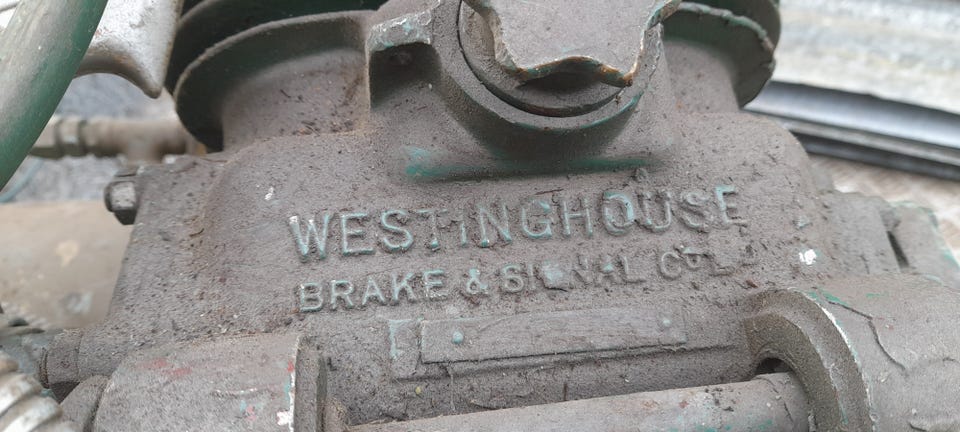 WESTINGHOUSE
BRAKE & SIGNAL Co L